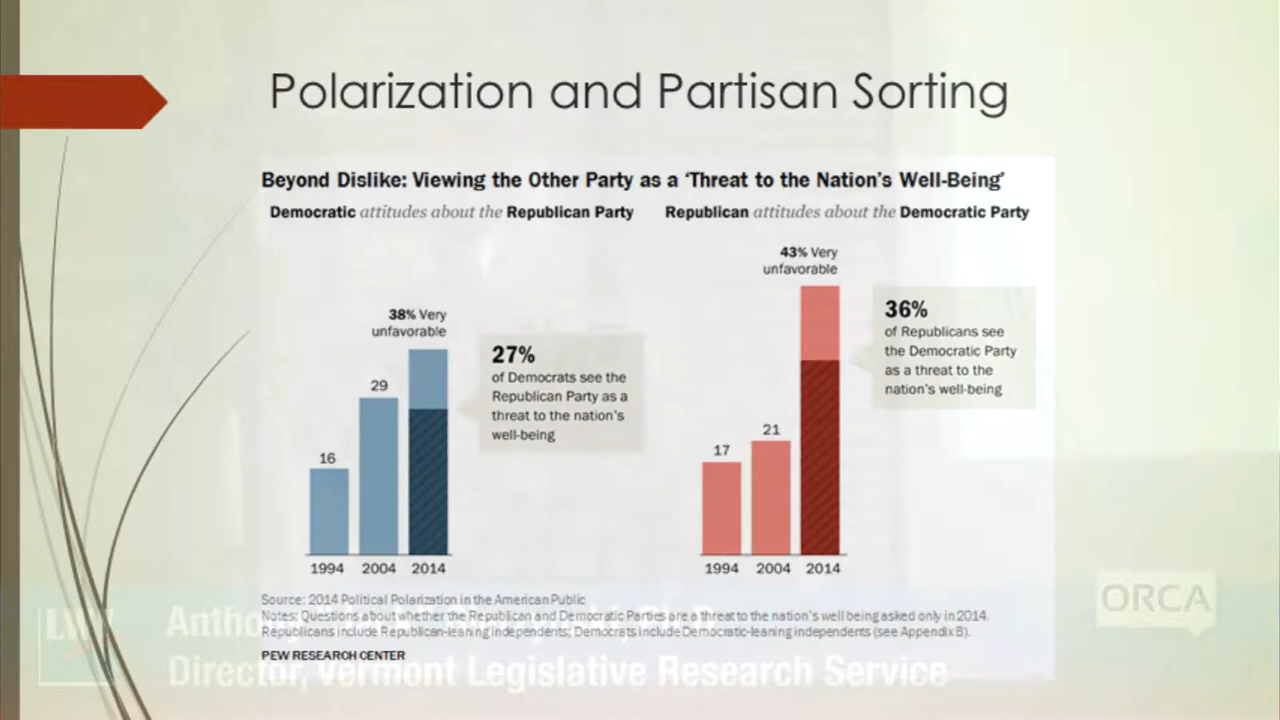 Polarization and Partisan Sorting
Beyond Dislike: Viewing the Other Party as a ‘Threat to the Nation’s Well-Being’
Democratic attitudes about the Republican Party
Republican attitudes about the Democratic Party
38% Very
unfavorable
29
16
27%
of Democrats see the
Republican Party as a
threat to the nation’s
well-being
1994 2004 2014
43% Very
unfavorable
21
17
36%
of Republicans see
the Democratic Party
as a threat to the
nation’s well-being
1994 2004 2014
Source: 2014 Political Polarization in the American Public
Notes: Questions about whether the Republican and Democratic Parties are a threat to the nation’s well being asked only in 2014.
Republicans include Republican-leaning independents; Democrats include Democratic-leaning independents (see Appendix B).
PEW RESEARCH CENTER
Director, Vermont Legislative Research Service
ORCA